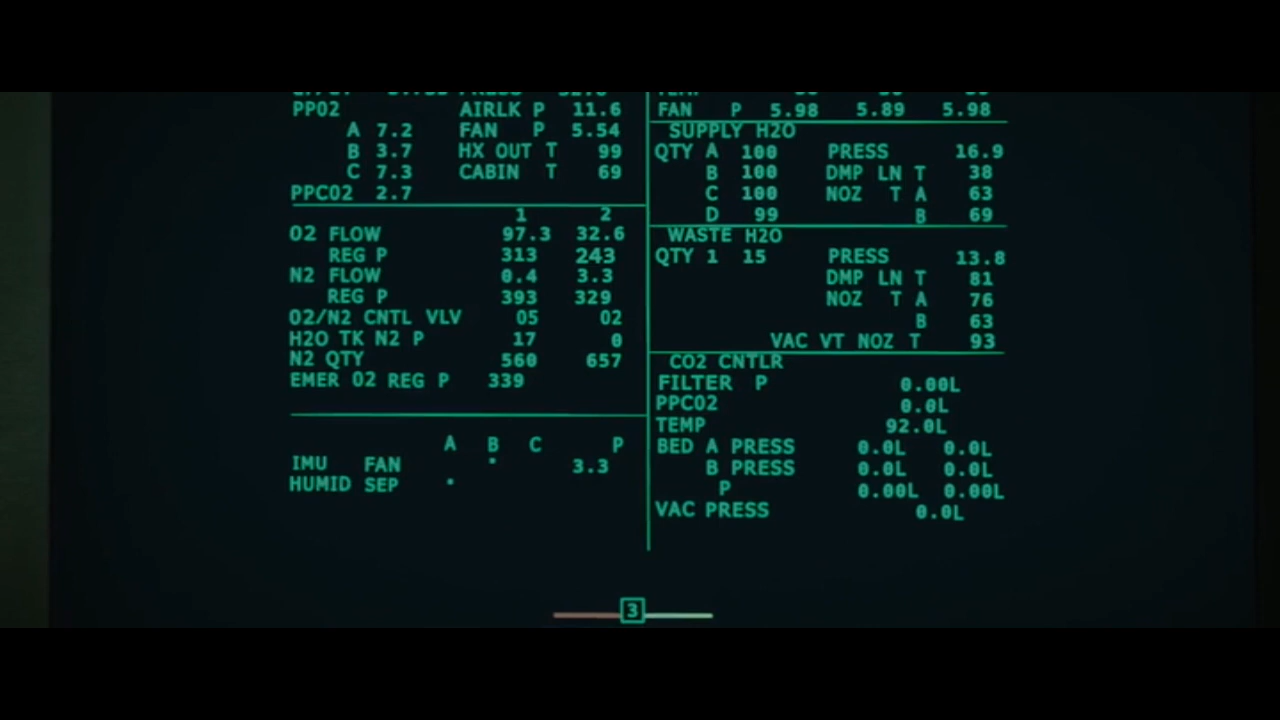 PPO2 AIRLK P 11.6
A 7.2 FAN P 5.54
B 3.7 HX OUT T 99
C 7.3 CABIN T 69
PPCO2 2.7
1 2
O2 FLOW 97.3 32.6
REG P 313 243
N2 FLOW 0.4 3.3
REG P 393 329
O2/N2 CNTL VLV 05 02
H2O TK N2 P 17 0
N2 QTY 560 657
EMER O2 REG P 339
A B C P
IMU FAN * 3.3
HUMID SEP *
FAN P 5.98 5.89 5.98
SUPPLY H2O
QTY A 100 PRESS 16.9
B 100 DMP LN T 38
C 100 NOZ T A 63
D 99 B 69
WASTE H2O
QTY 1 15 PRESS 13.8
DMP LN T 81
NOZ T A 76
B 63
VAC VT NOZ T 93
CO2 CNTLR
FILTER P 0.00L
PPCO2 0.0L
TEMP 92.0L
BED A PRESS 0.0L 0.0L
B PRESS 0.0L 0.0L
P 0.00L 0.00L
VAC PRESS 0.0L
3